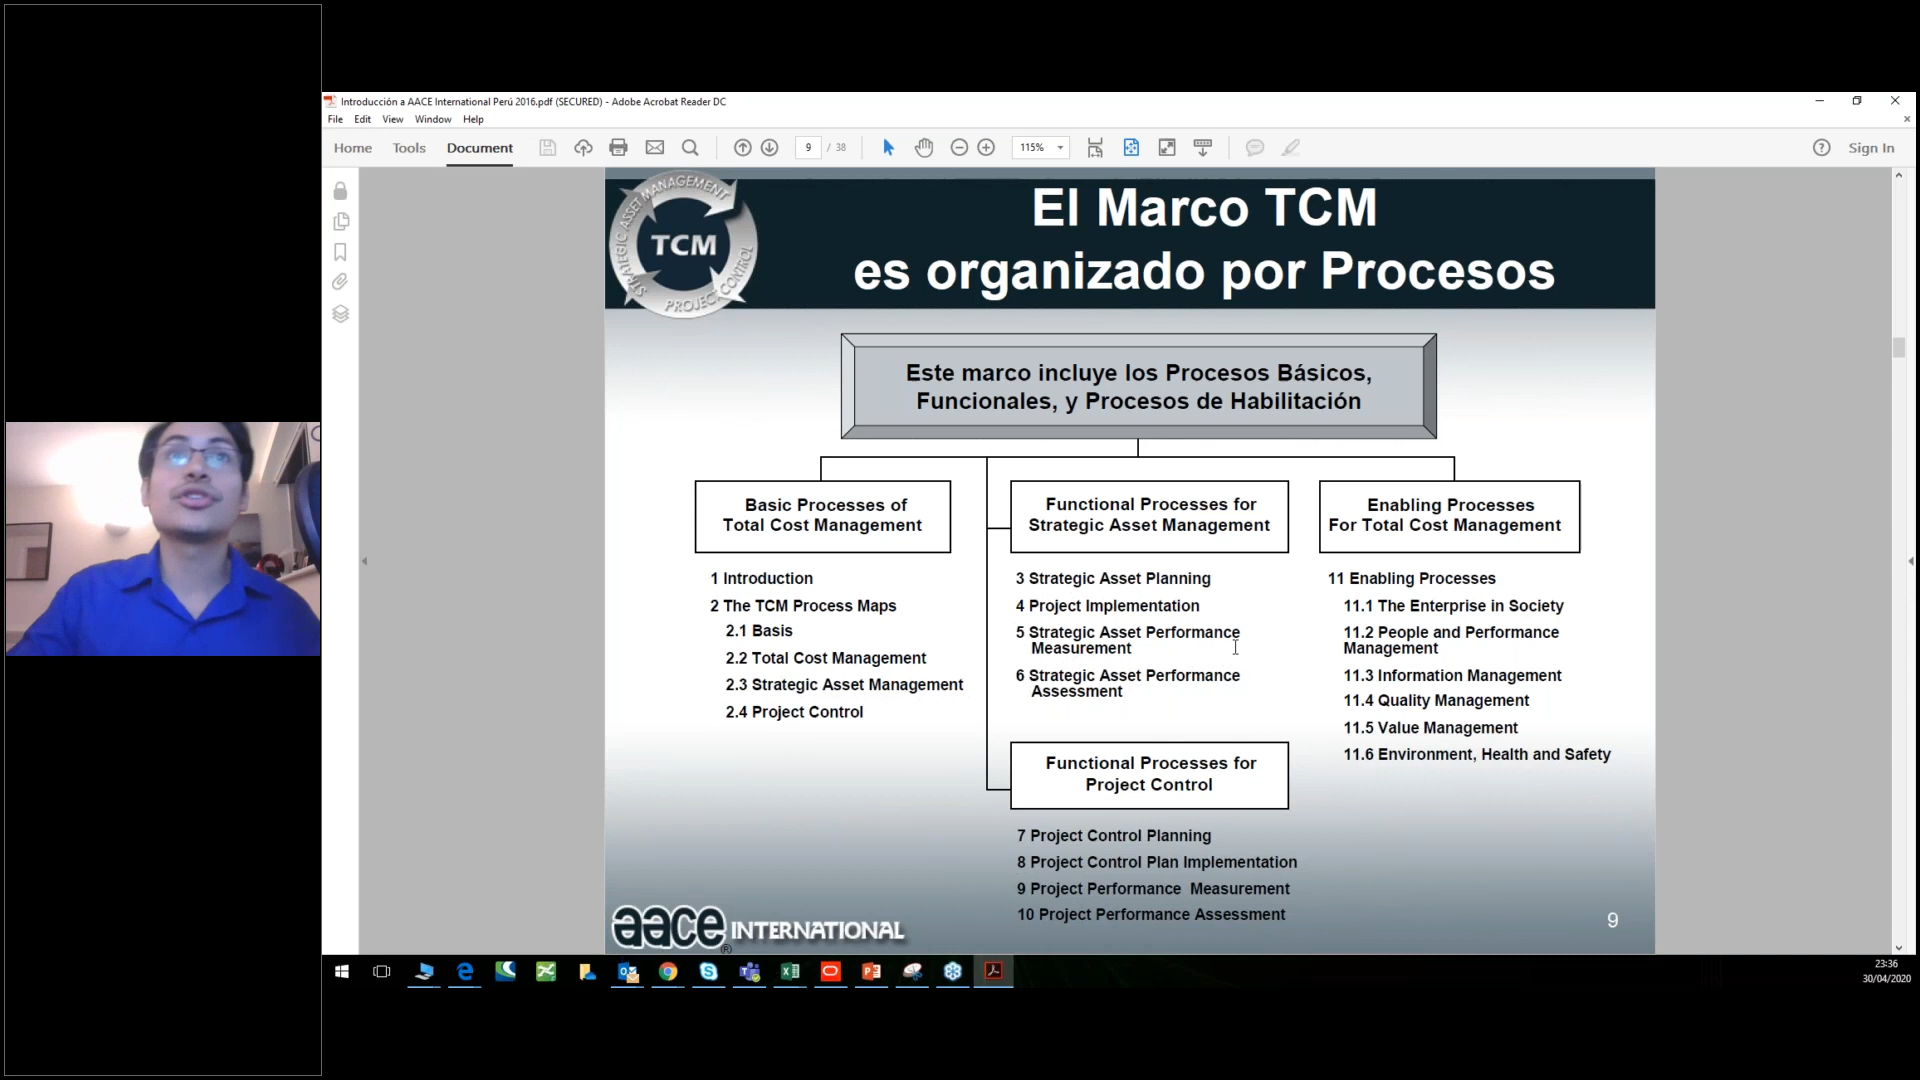 Introducción a AACE International Perú 2016.pdf (SECURED) - Adobe Acrobat Reader DC
File Edit View Window Help
Home Tools Document 9 / 38 115% Sign In
STRATEGIC ASSET MANAGEMENT
TCM
PROJECT CONTROL
El Marco TCM
es organizado por Procesos
Este marco incluye los Procesos Básicos,
Funcionales, y Procesos de Habilitación
Basic Processes of
Total Cost Management
1 Introduction
2 The TCM Process Maps
2.1 Basis
2.2 Total Cost Management
2.3 Strategic Asset Management
2.4 Project Control
Functional Processes for
Strategic Asset Management
3 Strategic Asset Planning
4 Project Implementation
5 Strategic Asset Performance
Measurement
6 Strategic Asset Performance
Assessment
Functional Processes for
Project Control
7 Project Control Planning
8 Project Control Plan Implementation
9 Project Performance Measurement
10 Project Performance Assessment
Enabling Processes
For Total Cost Management
11 Enabling Processes
11.1 The Enterprise in Society
11.2 People and Performance
Management
11.3 Information Management
11.4 Quality Management
11.5 Value Management
11.6 Environment, Health and Safety
aace INTERNATIONAL
®
9
23:36
30/04/2020